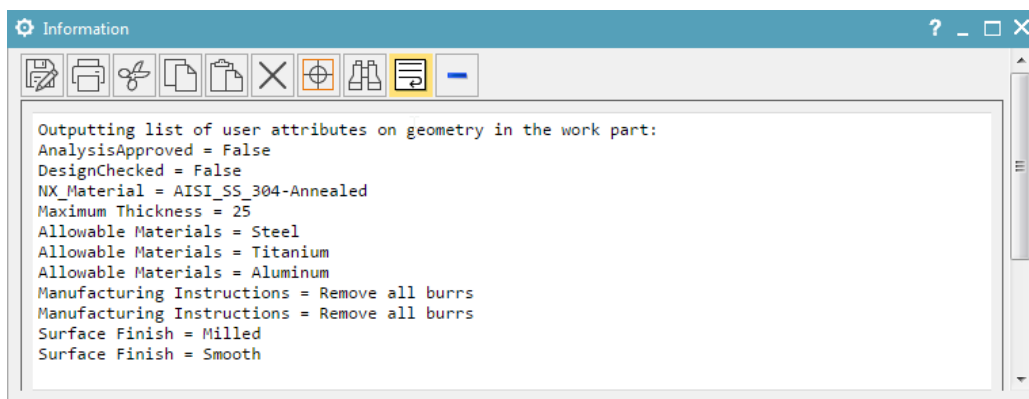 Information
Outputting list of user attributes on geometry in the work part:
AnalysisApproved = False
DesignChecked = False
NX_Material = AISI_SS_304-Annealed
Maximum Thickness = 25
Allowable Materials = Steel
Allowable Materials = Titanium
Allowable Materials = Aluminum
Manufacturing Instructions = Remove all burrs
Manufacturing Instructions = Remove all burrs
Surface Finish = Milled
Surface Finish = Smooth